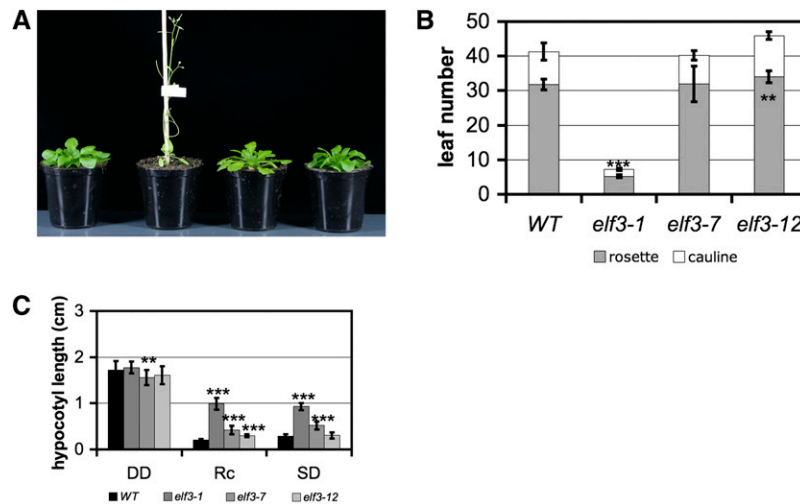 A
B
50
40
30
20
10
0
leaf number
***
**
WT elf3-1 elf3-7 elf3-12
rosette cauline
C
3
2
1
0
hypocotyl length (cm)
**
*** *** ***
*** ***
DD Rc SD
WT elf3-1 elf3-7 elf3-12